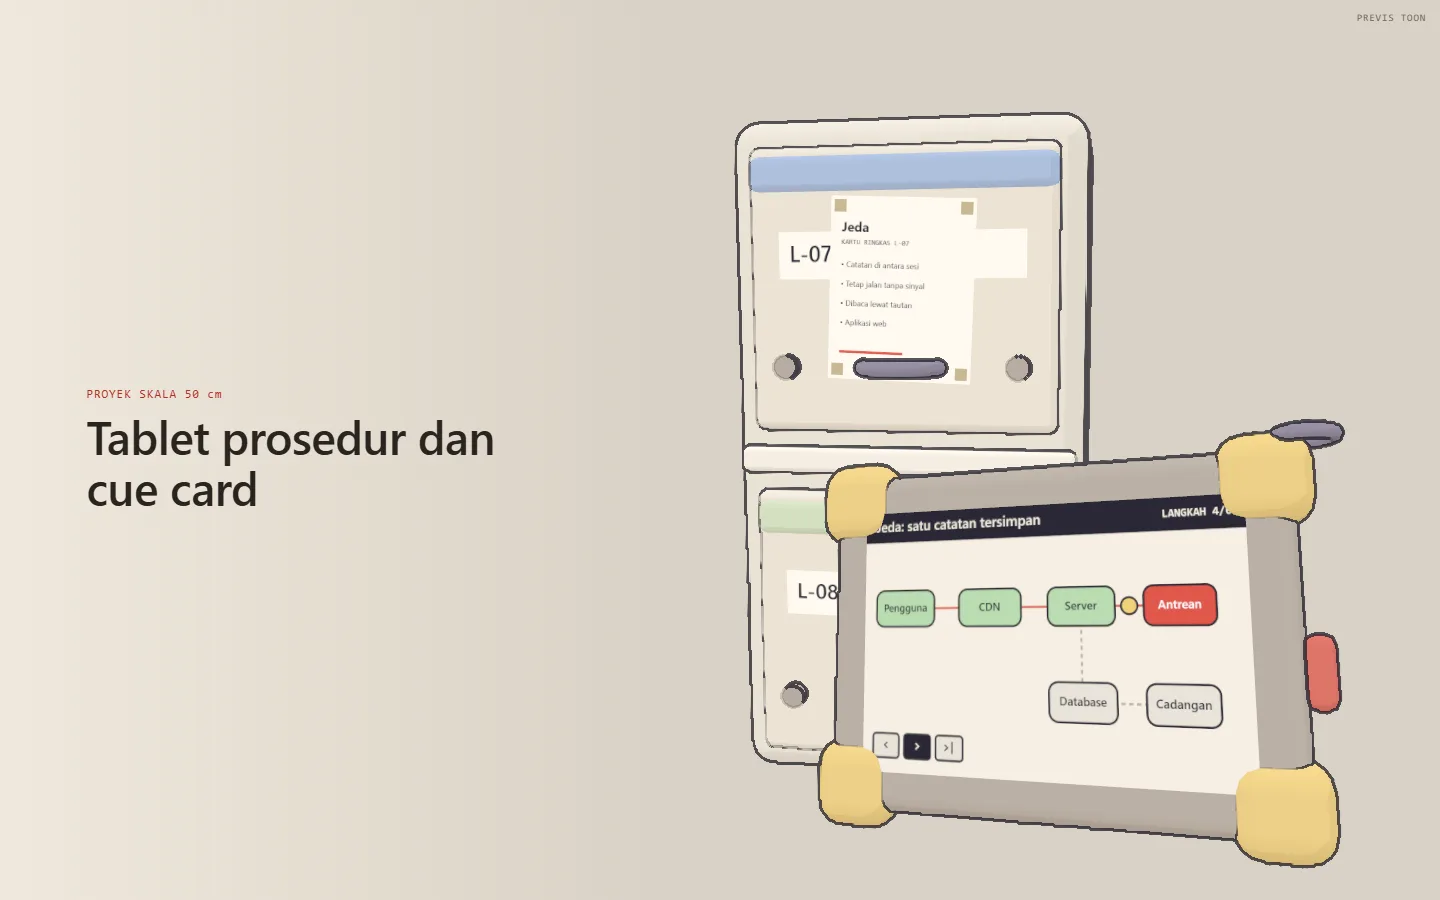 PREVIS TOON
PROYEK SKALA 50 cm
Tablet prosedur dan
cue card
L-07
Jeda
KARTU RINGKAS L-07
• Catatan di antara sesi
• Tetap jalan tanpa sinyal
• Dibaca lewat tautan
• Aplikasi web
L-08
Jeda: satu catatan tersimpan
LANGKAH 4/6
Pengguna
CDN
Server
Antrean
Database
Cadangan